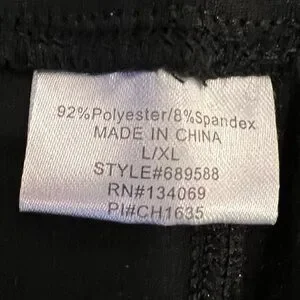 92%Polyester/8%Spandex
MADE IN CHINA
L/XL
STYLE#689588
RN#134069
PI#CH1635